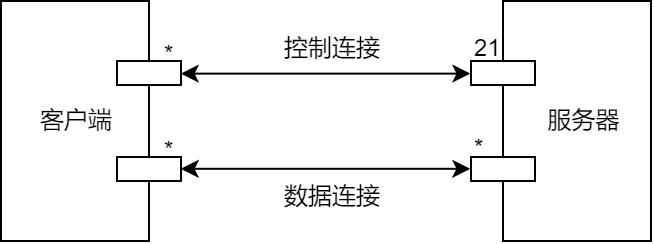 控制连接
* 21
客户端 服务器
* *
数据连接